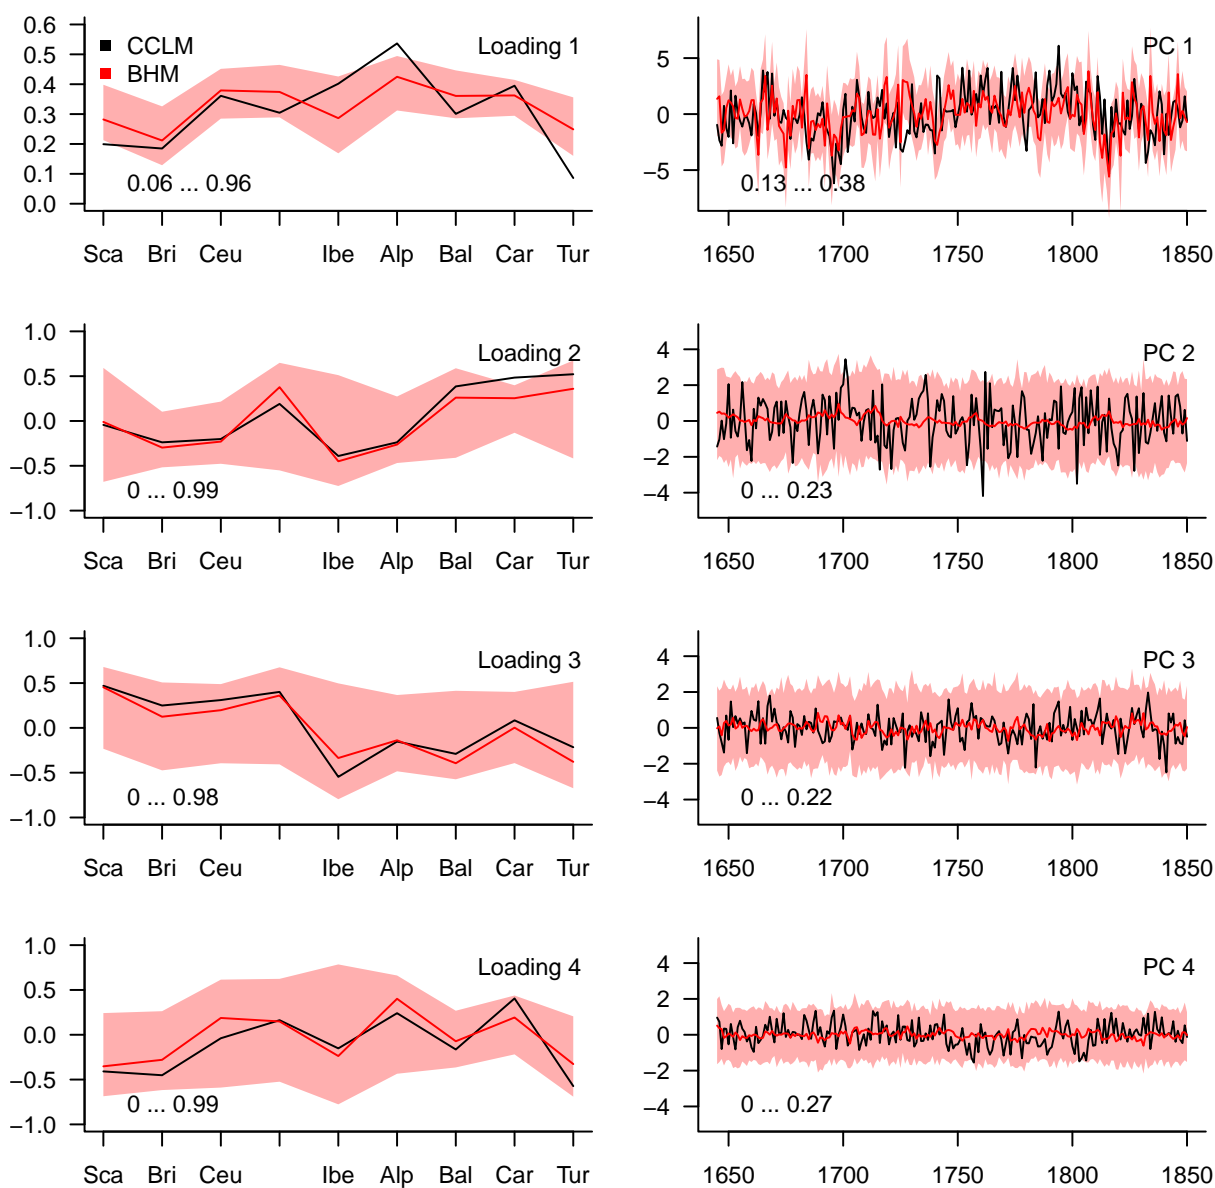 0.6
0.5
0.4
0.3
0.2
0.1
0.0
CCLM
BHM
Loading 1
0.06 ... 0.96
Sca Bri Ceu Ibe Alp Bal Car Tur
5
0
−5
PC 1
0.13 ... 0.38
1650 1700 1750 1800 1850
1.0
0.5
0.0
−0.5
−1.0
Loading 2
0 ... 0.99
Sca Bri Ceu Ibe Alp Bal Car Tur
4
2
0
−2
−4
PC 2
0 ... 0.23
1650 1700 1750 1800 1850
1.0
0.5
0.0
−0.5
−1.0
Loading 3
0 ... 0.98
Sca Bri Ceu Ibe Alp Bal Car Tur
4
2
0
−2
−4
PC 3
0 ... 0.22
1650 1700 1750 1800 1850
1.0
0.5
0.0
−0.5
−1.0
Loading 4
0 ... 0.99
Sca Bri Ceu Ibe Alp Bal Car Tur
4
2
0
−2
−4
PC 4
0 ... 0.27
1650 1700 1750 1800 1850